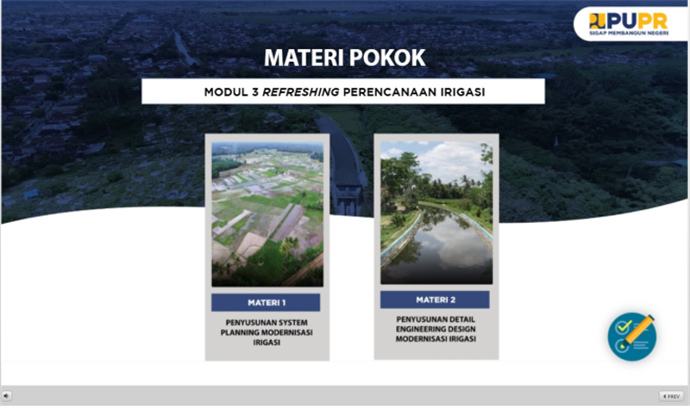 PUPR
SIGAP MEMBANGUN NEGERI
MATERI POKOK
MODUL 3 REFRESHING PERENCANAAN IRIGASI
MATERI 1
PENYUSUNAN SYSTEM
PLANNING MODERNISASI
IRIGASI
MATERI 2
PENYUSUNAN DETAIL
ENGINEERING DESIGN
MODERNISASI IRIGASI
PREV